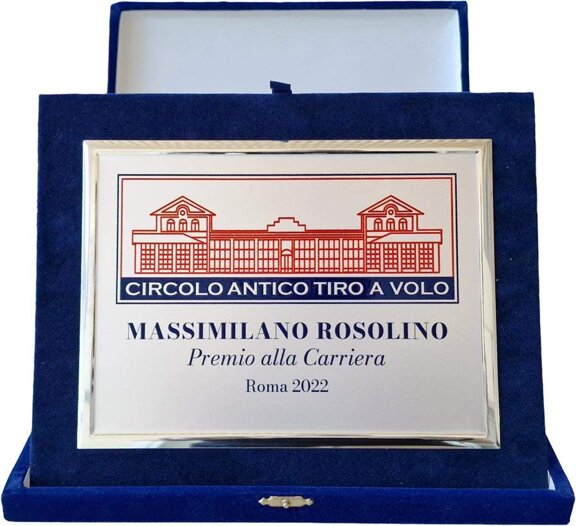 CIRCOLO ANTICO TIRO A VOLO
MASSIMILANO ROSOLINO
Premio alla Carriera
Roma 2022